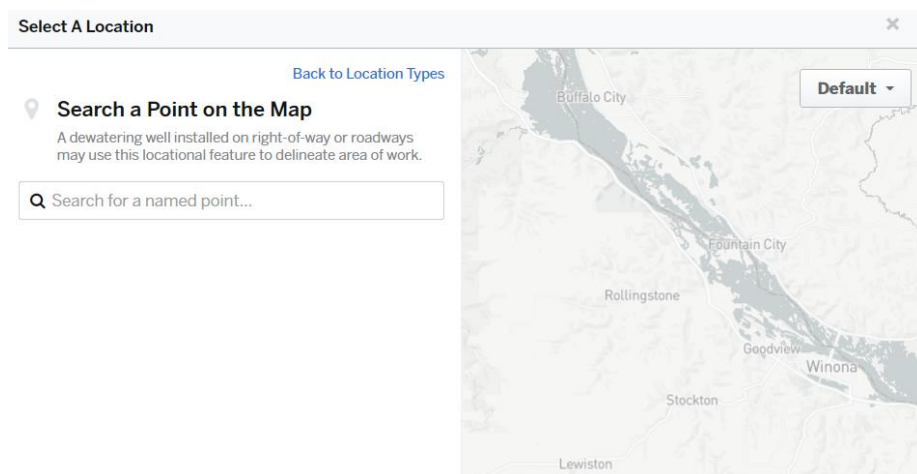 Select A Location
×
Back to Location Types
Search a Point on the Map
A dewatering well installed on right-of-way or roadways
may use this locational feature to delineate area of work.
Search for a named point...
Default
Buffalo City
Fountain City
Rollingstone
Goodview
Winona
Stockton
Lewiston